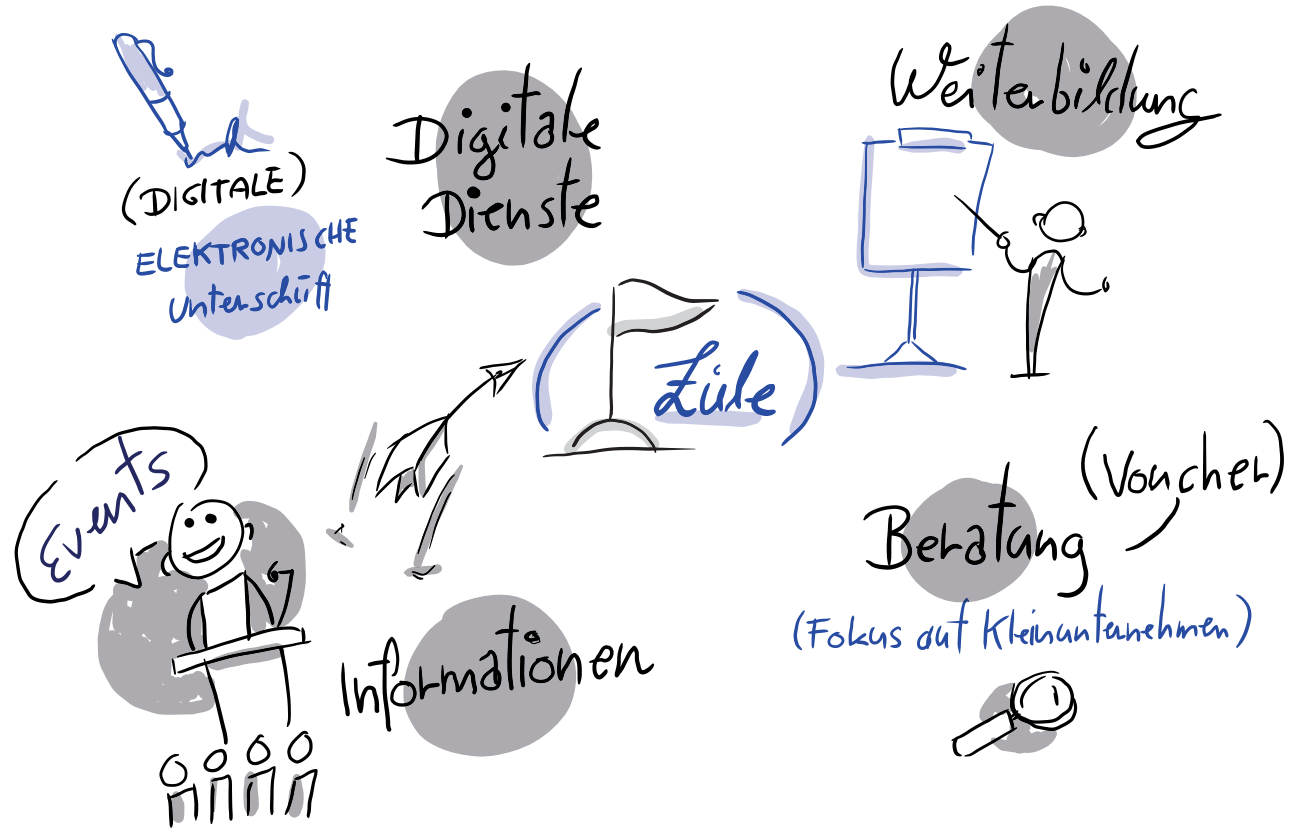 (DIGITALE)
ELEKTRONISCHE
Unterschrift
Digitale
Dienste
Weiterbildung
Ziele
Events
Informationen
(Voucher)
Beratung
(Fokus auf Kleinunternehmen)